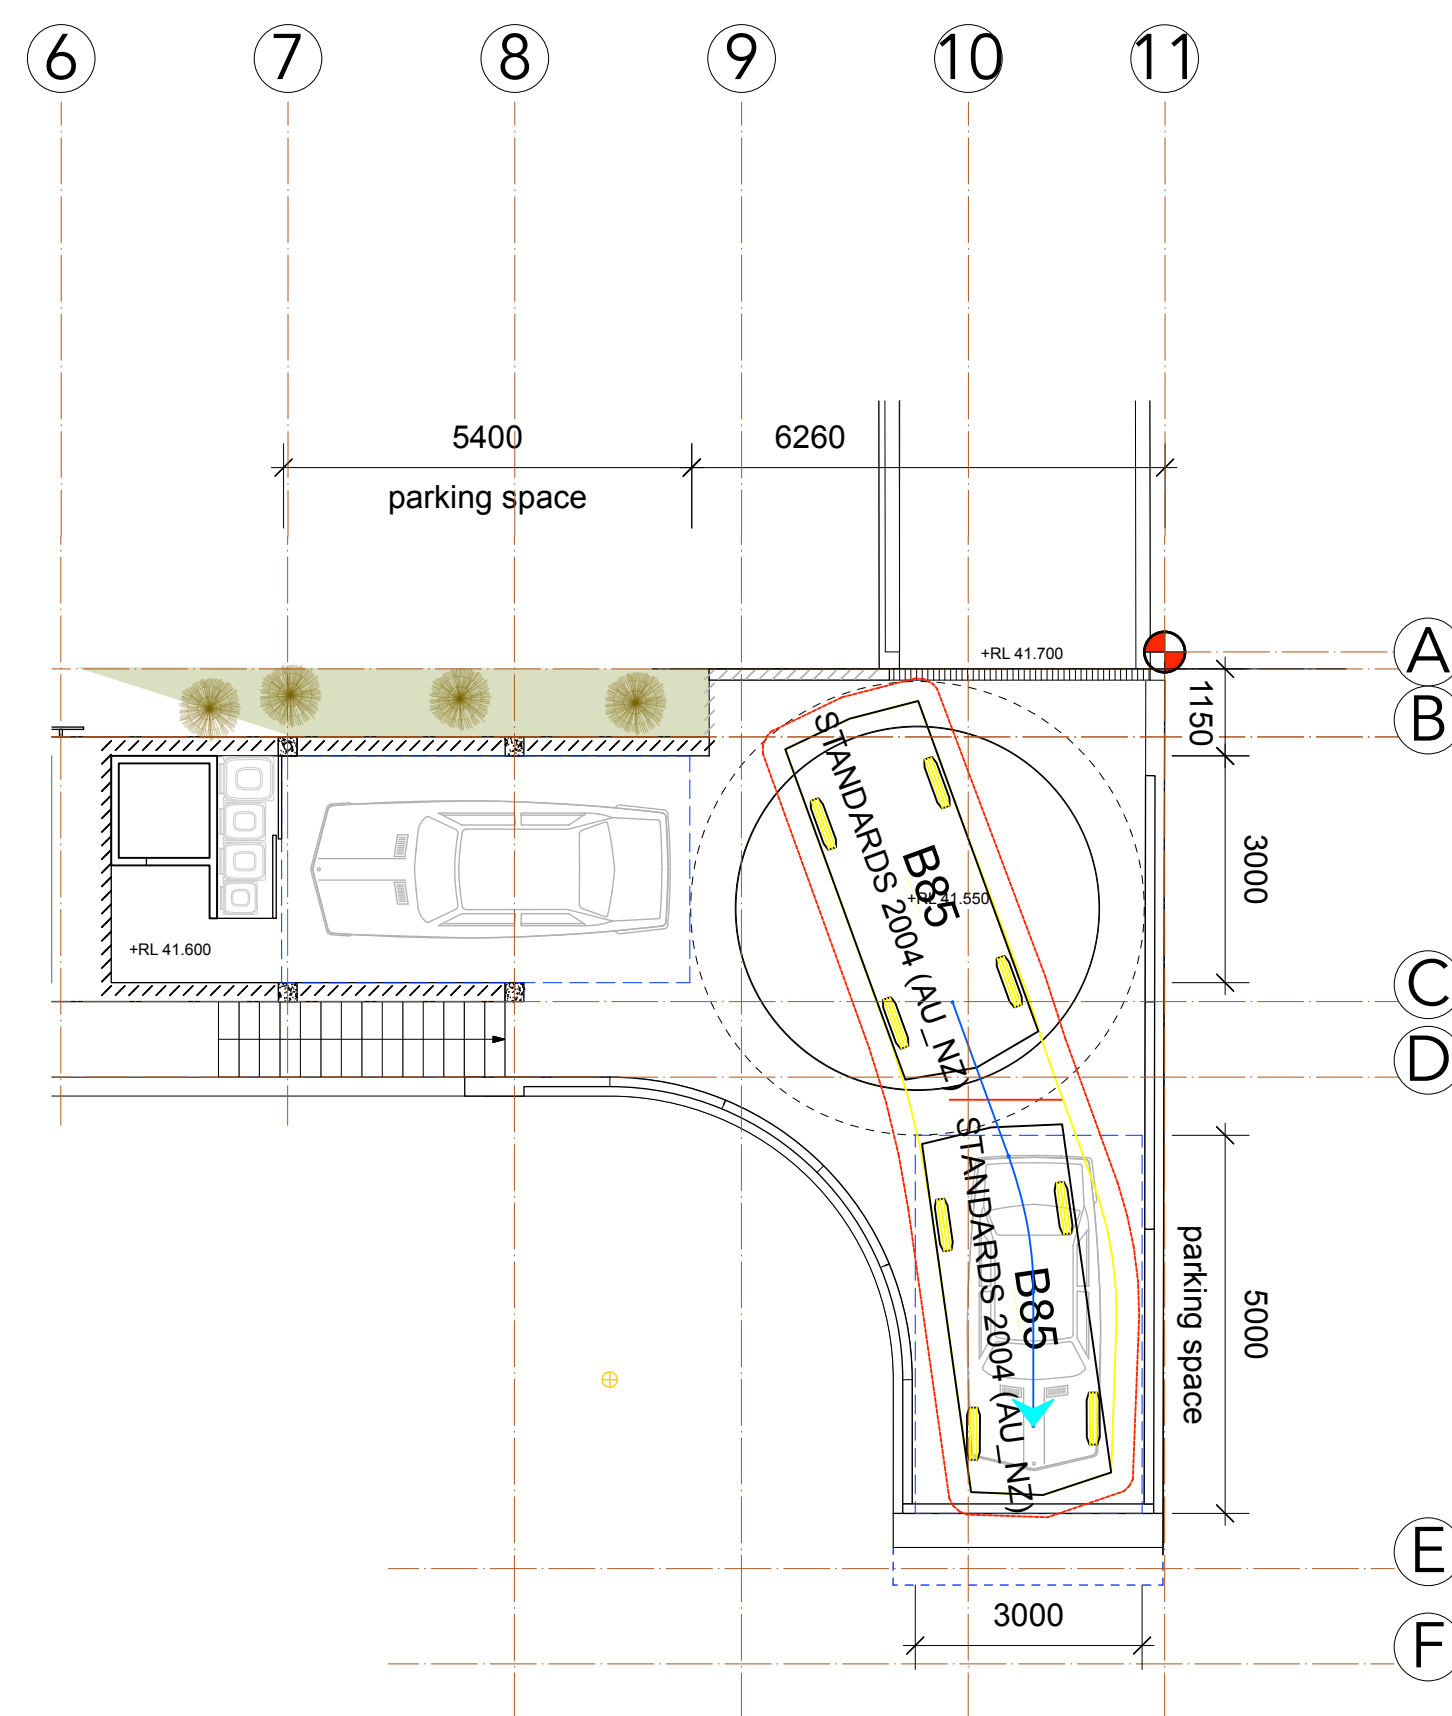 6 7 8 9 10 11
5400 6260
parking space
+RL 41.700
A
1150
B
STANDARDS 2004 (AU_NZ)
B85
+RL 41.550
3000
+RL 41.600
C
D
STANDARDS 2004 (AU_NZ)
B85
parking space
5000
E
3000
F